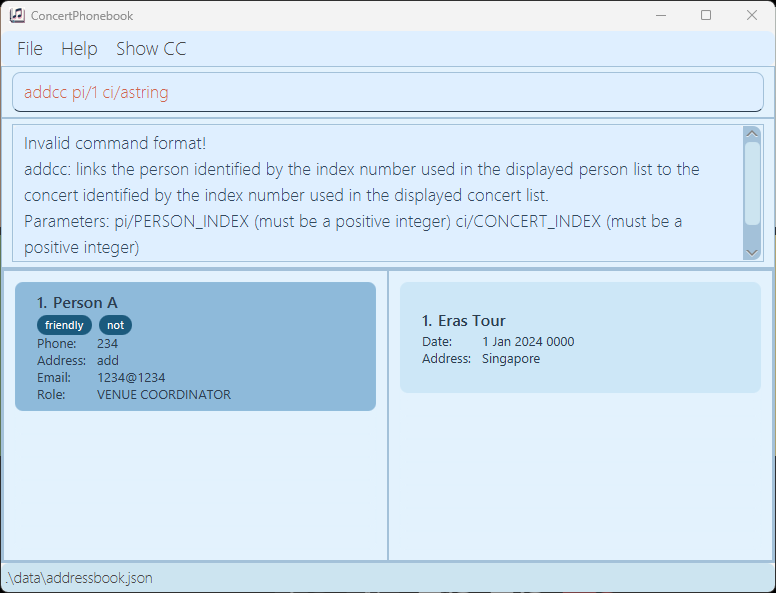 ConcertPhonebook
File Help Show CC
addcc pi/1 ci/astring
Invalid command format!
addcc: links the person identified by the index number used in the displayed person list to the
concert identified by the index number used in the displayed concert list.
Parameters: pi/PERSON_INDEX (must be a positive integer) ci/CONCERT_INDEX (must be a
positive integer)
1. Person A
friendly not
Phone: 234
Address: add
Email: 1234@1234
Role: VENUE COORDINATOR
1. Eras Tour
Date: 1 Jan 2024 0000
Address: Singapore
.\data\addressbook.json